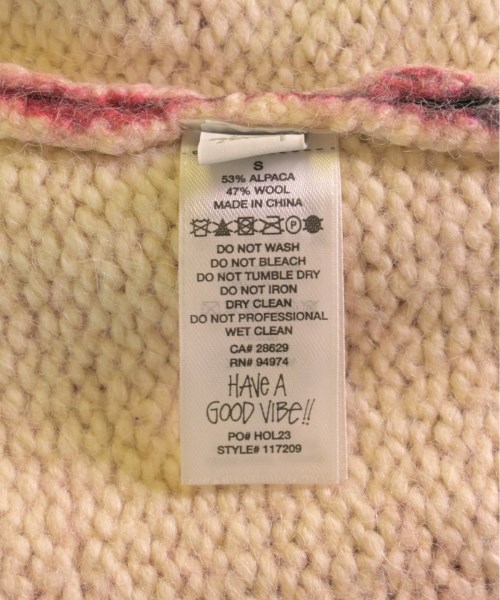 S
53% ALPACA
47% WOOL
MADE IN CHINA
P
DO NOT WASH
DO NOT BLEACH
DO NOT TUMBLE DRY
DO NOT IRON
DRY CLEAN
DO NOT PROFESSIONAL
WET CLEAN
CA# 28629
RN# 94974
HAVE A
GOOD VIBE!!
PO# HOL23
STYLE# 117209